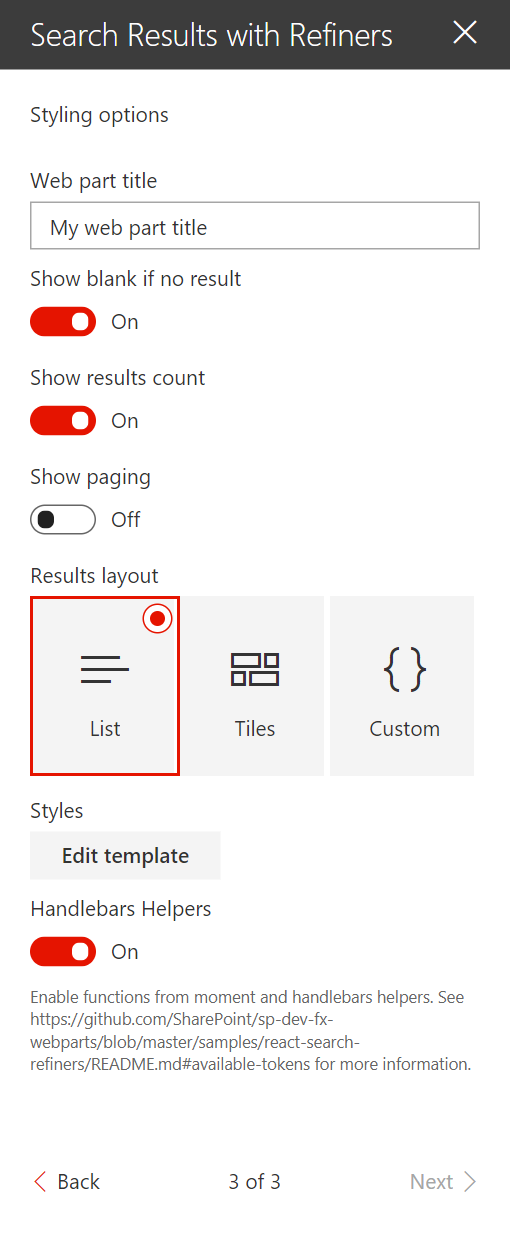 Search Results with Refiners
Styling options
Web part title
My web part title
Show blank if no result
On
Show results count
On
Show paging
Off
Results layout
List
Tiles
Custom
Styles
Edit template
Handlebars Helpers
On
Enable functions from moment and handlebars helpers. See
https://github.com/SharePoint/sp-dev-fx-
webparts/blob/master/samples/react-search-
refiners/README.md#available-tokens for more information.
Back
3 of 3
Next